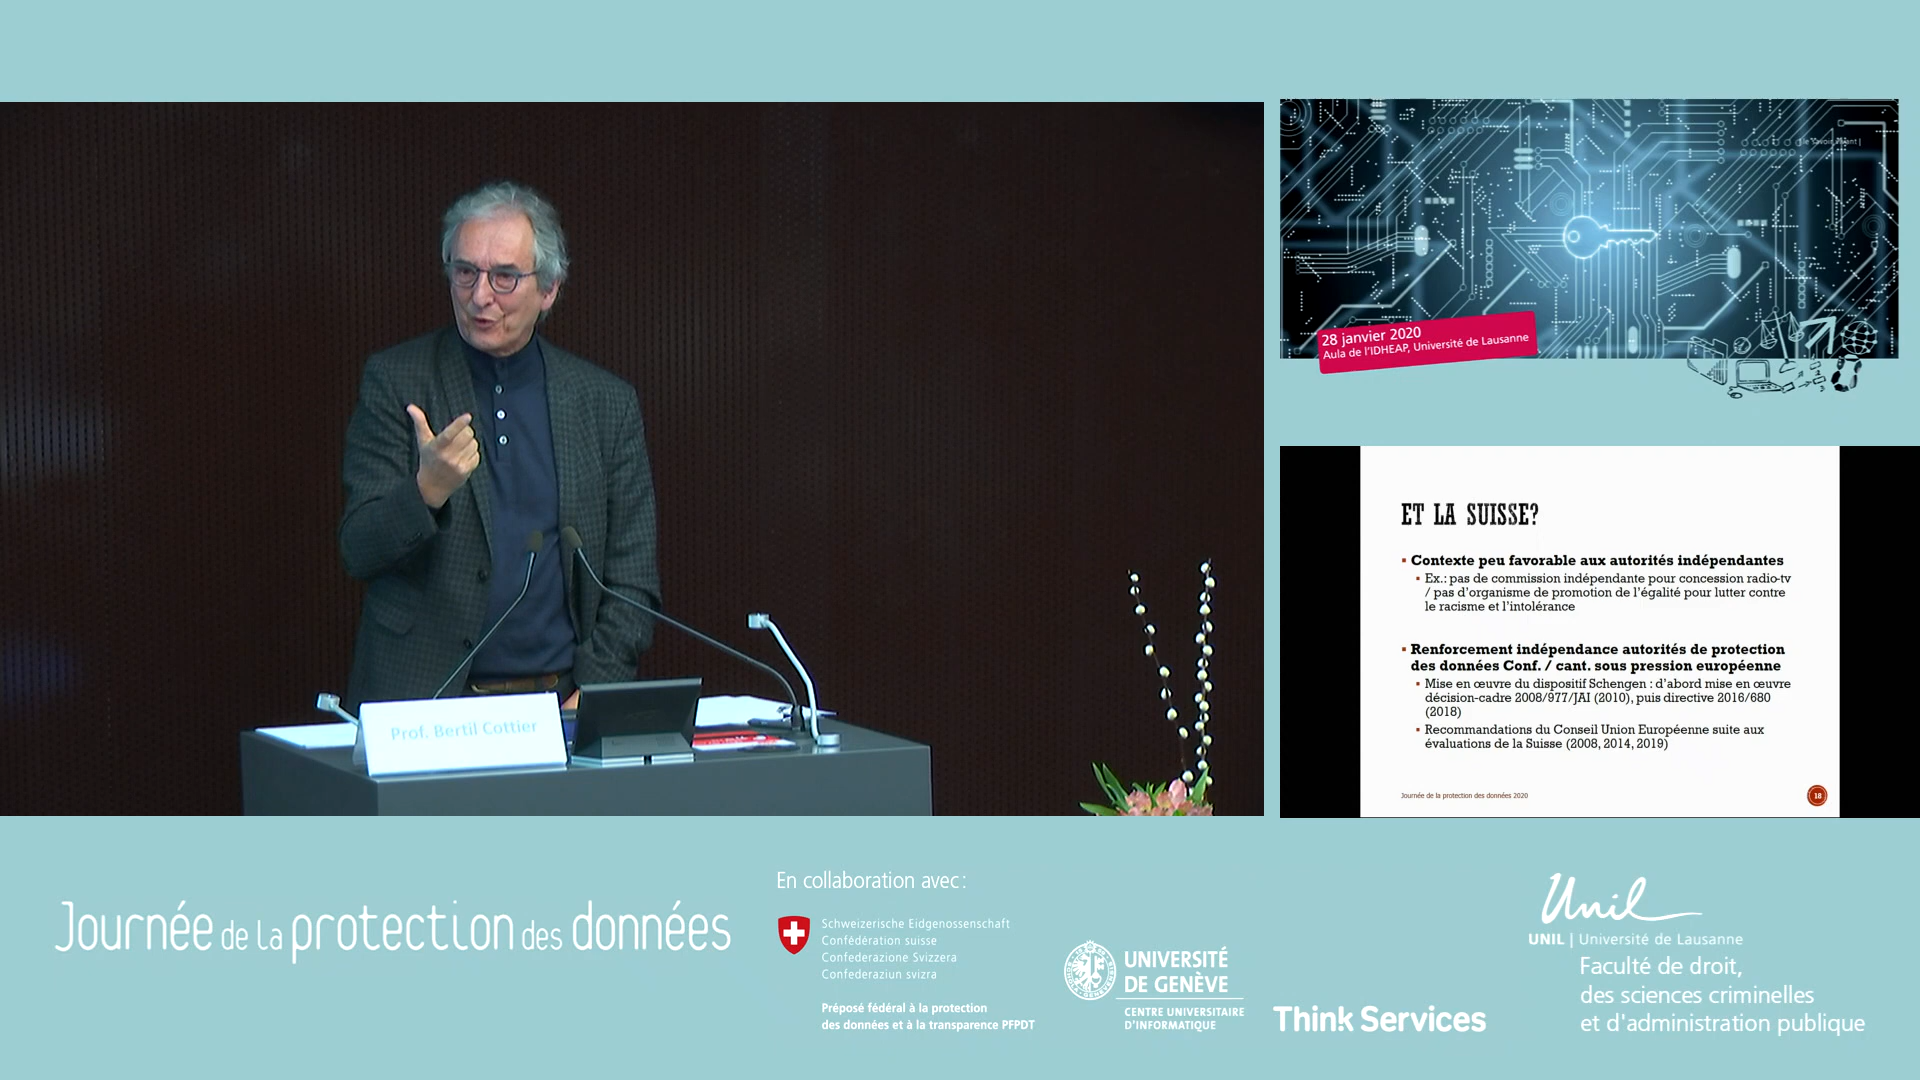 Prof. Bertil Cottier
28 janvier 2020
Aula de l'IDHEAP, Université de Lausanne
ET LA SUISSE?
▪ Contexte peu favorable aux autorités indépendantes
▪ Ex.: pas de commission indépendante pour concession radio-tv
/ pas d'organisme de promotion de l'égalité pour lutter contre
le racisme et l'intolérance
▪ Renforcement indépendance autorités de protection
des données Conf. / cant. sous pression européenne
▪ Mise en œuvre du dispositif Schengen : d'abord mise en œuvre
décision-cadre 2008/977/JAI (2010), puis directive 2016/680
(2018)
▪ Recommandations du Conseil Union Européenne suite aux
évaluations de la Suisse (2008, 2014, 2019)
Journée de la protection des données 2020
18
Journée de la protection des données
En collaboration avec :
Schweizerische Eidgenossenschaft
Confédération suisse
Confederazione Svizzera
Confederaziun svizra
Préposé fédéral à la protection
des données et à la transparence PFPDT
UNIVERSITÉ
DE GENÈVE
CENTRE UNIVERSITAIRE
D'INFORMATIQUE
Think Services
Unil
UNIL | Université de Lausanne
Faculté de droit,
des sciences criminelles
et d'administration publique